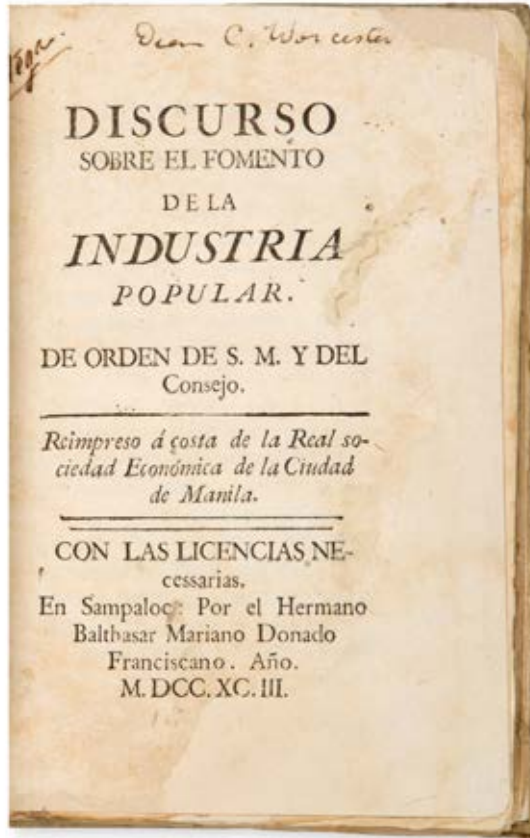 Dean C. Worcester
DISCURSO
SOBRE EL FOMENTO
DE LA
INDUSTRIA
POPULAR.
DE ORDEN DE S. M. Y DEL
Consejo.
Reimpreso á costa de la Real so-
ciedad Económica de la Ciudad
de Manila.
CON LAS LICENCIAS NE-
cessarias.
En Sampaloc: Por el Hermano
Balthasar Mariano Donado
Franciscano. Año.
M. DCC. XC. III.